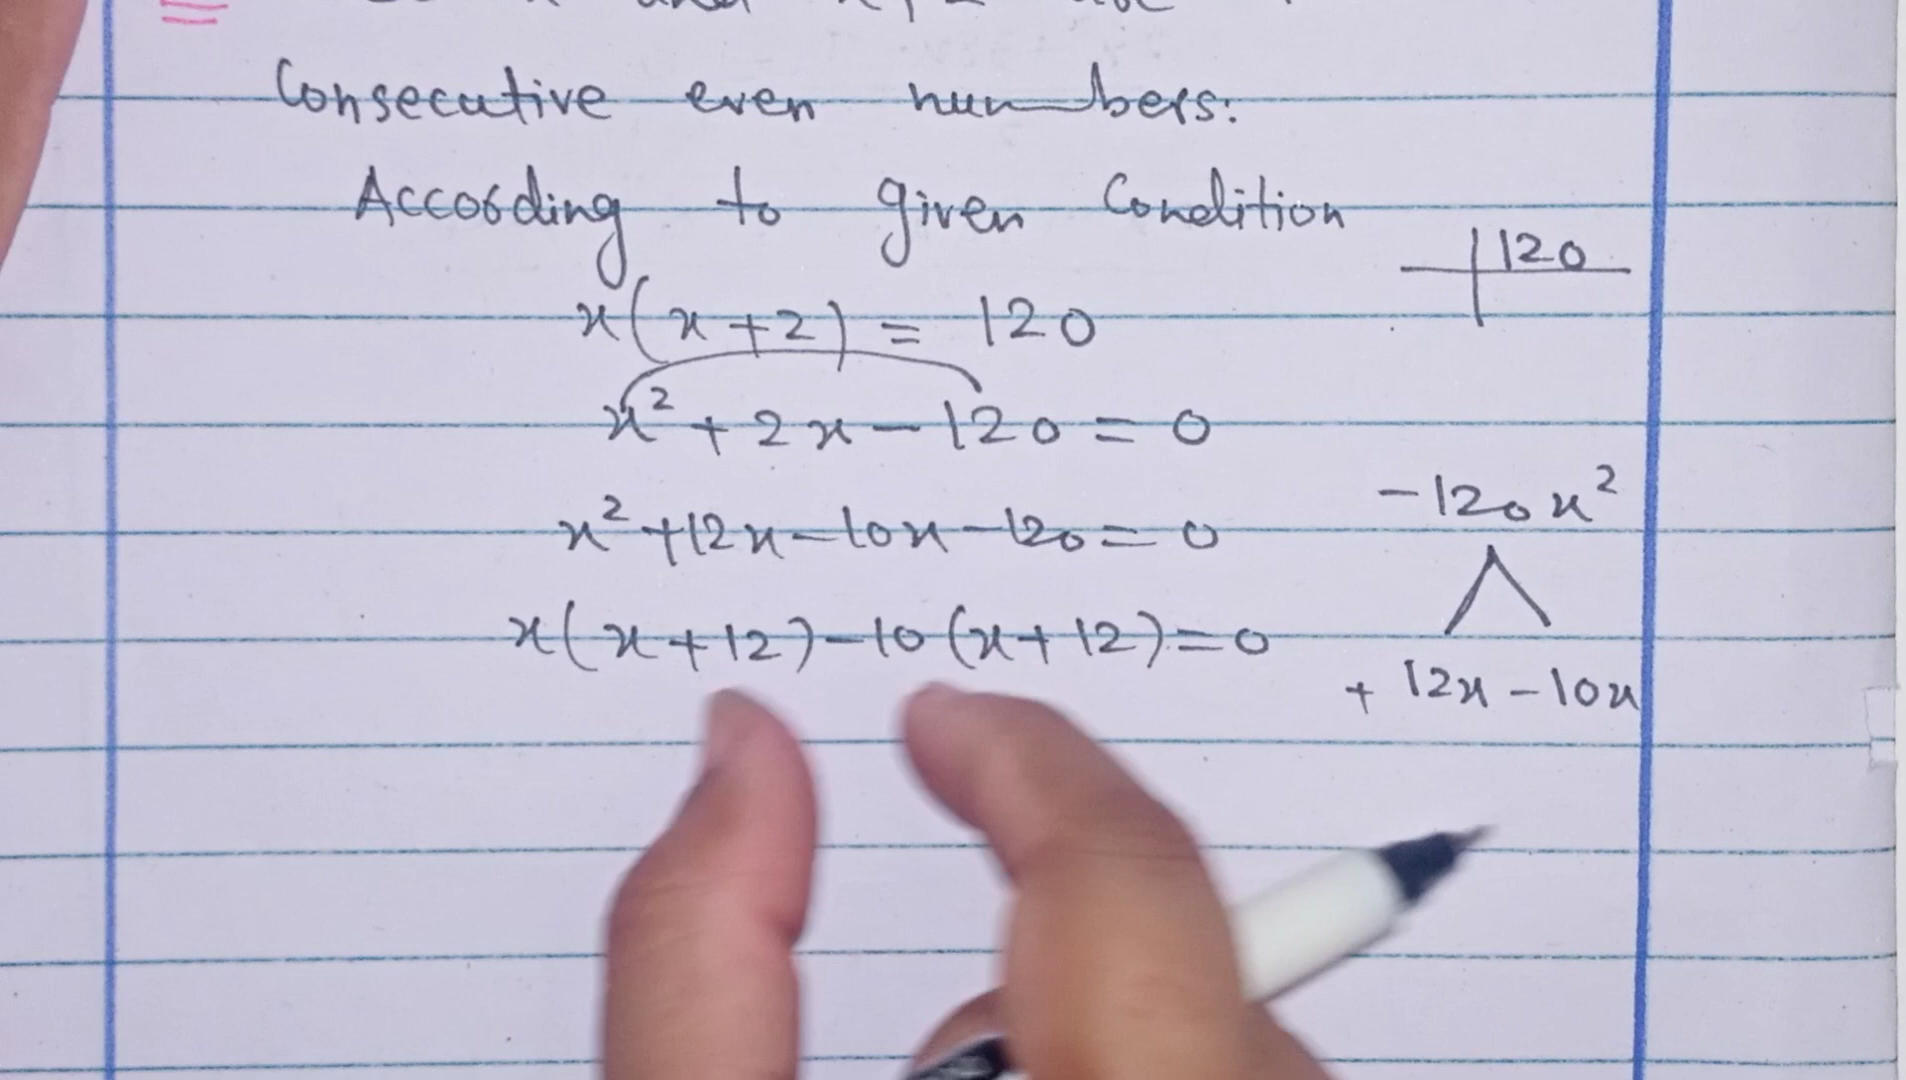 Consecutive even numbers.
According to given Condition
120
x(x+2) = 120
x² + 2x - 120 = 0
-120x²
x² + 12x - 10x - 120 = 0
x(x+12) - 10(x+12) = 0
+ 12x - 10x